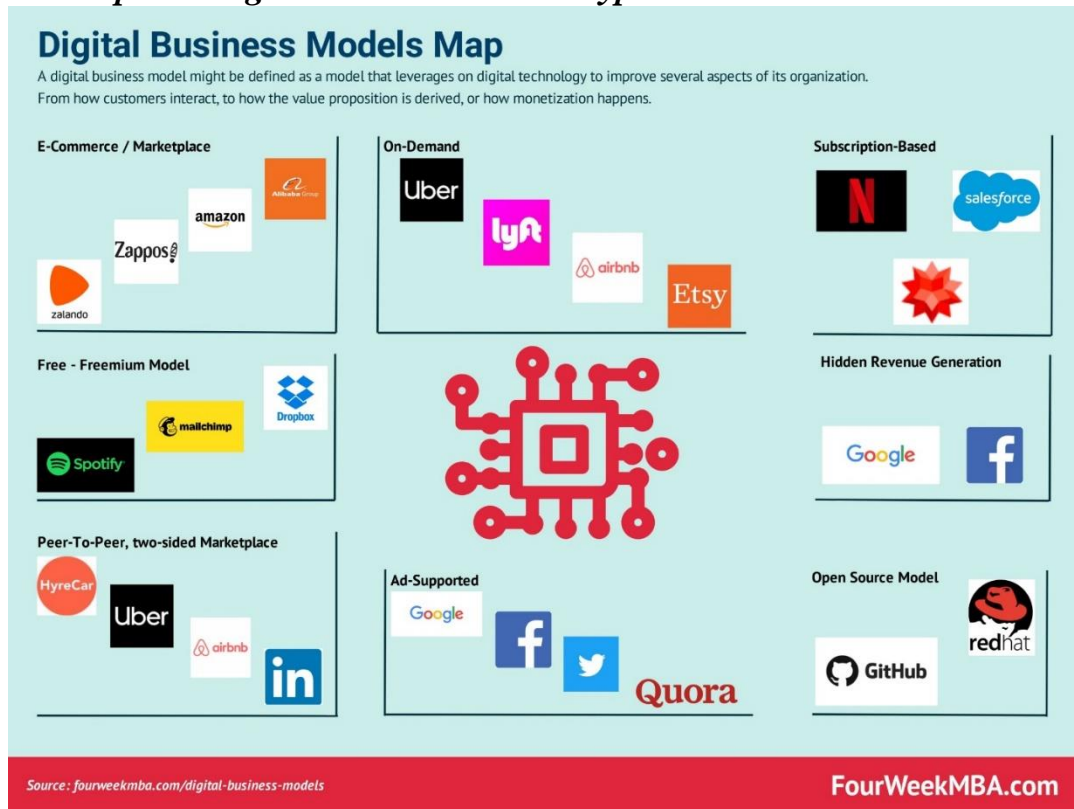 Digital Business Models Map
A digital business model might be defined as a model that leverages on digital technology to improve several aspects of its organization.
From how customers interact, to how the value proposition is derived, or how monetization happens.
E-Commerce / Marketplace
zalando
Zappos
amazon
Alibaba Group
On-Demand
Uber
lyft
airbnb
Etsy
Subscription-Based
N
salesforce
Free - Freemium Model
Spotify
mailchimp
Dropbox
Hidden Revenue Generation
Google
f
Peer-To-Peer, two-sided Marketplace
HyreCar
Uber
airbnb
in
Ad-Supported
Google
f
Quora
Open Source Model
GitHub
redhat
Source: fourweekmba.com/digital-business-models
FourWeekMBA.com